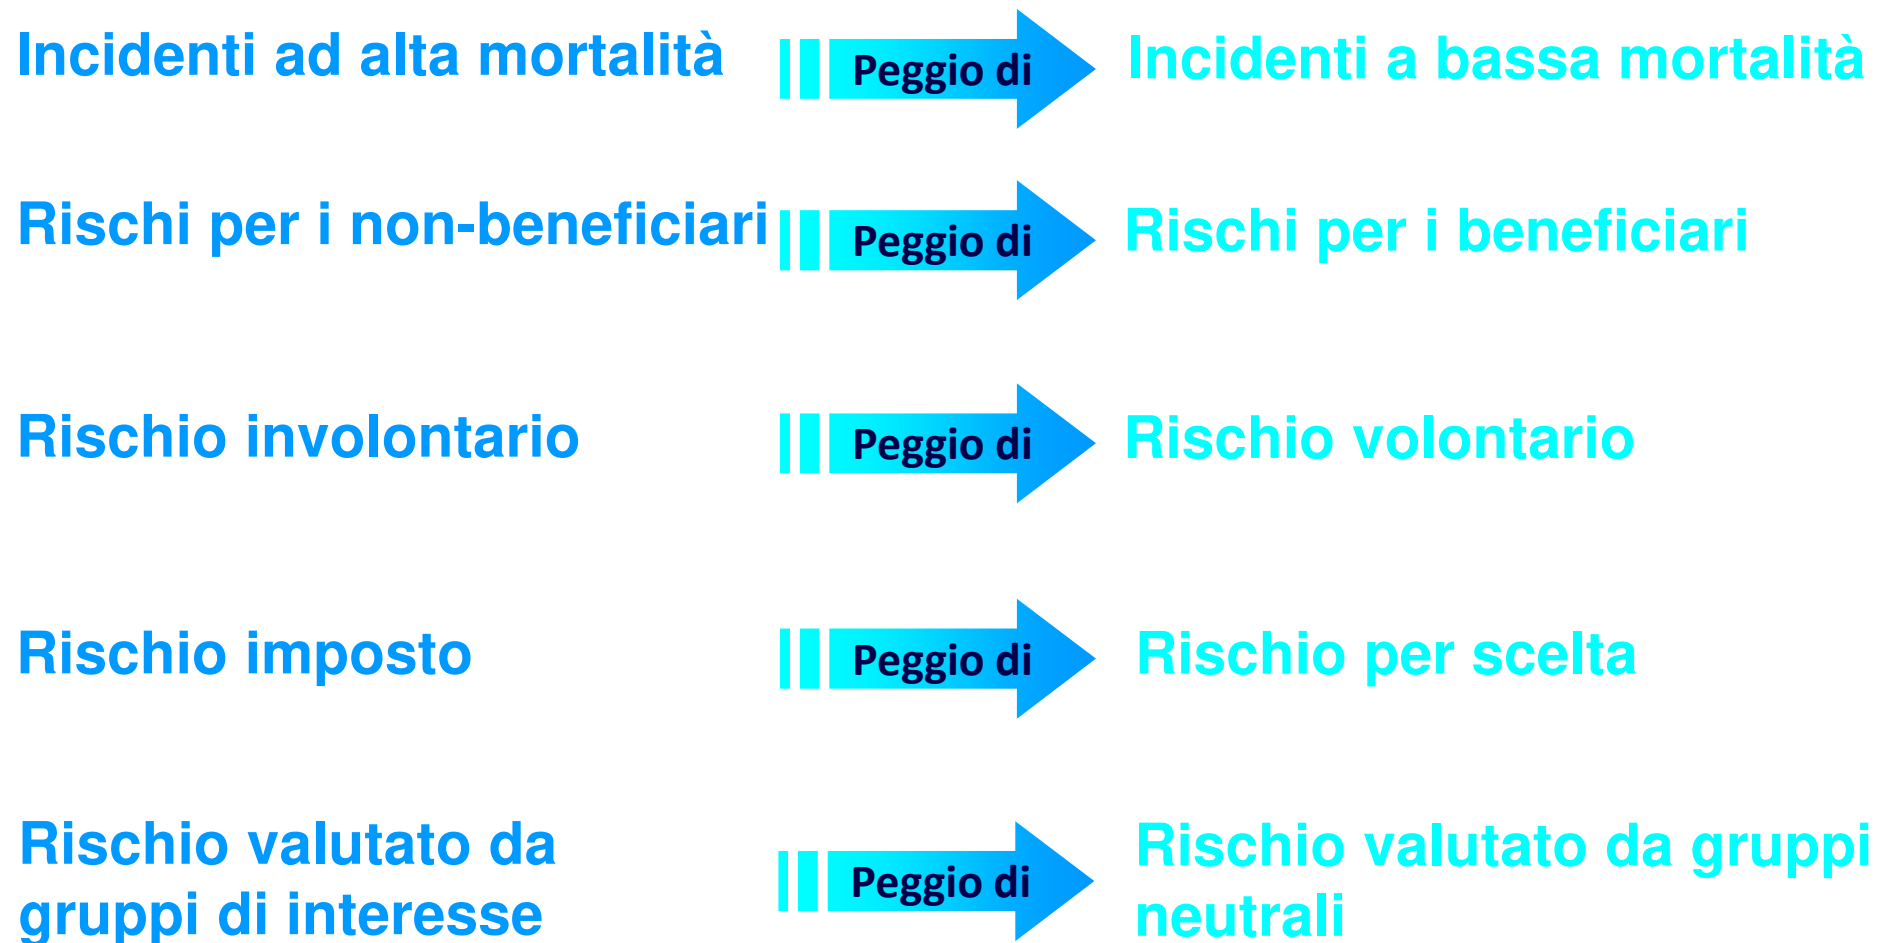 Incidenti ad alta mortalità Peggio di Incidenti a bassa mortalità
Rischi per i non-beneficiari Peggio di Rischi per i beneficiari
Rischio involontario Peggio di Rischio volontario
Rischio imposto Peggio di Rischio per scelta
Rischio valutato da
gruppi di interesse
Peggio di
Rischio valutato da gruppi
neutrali